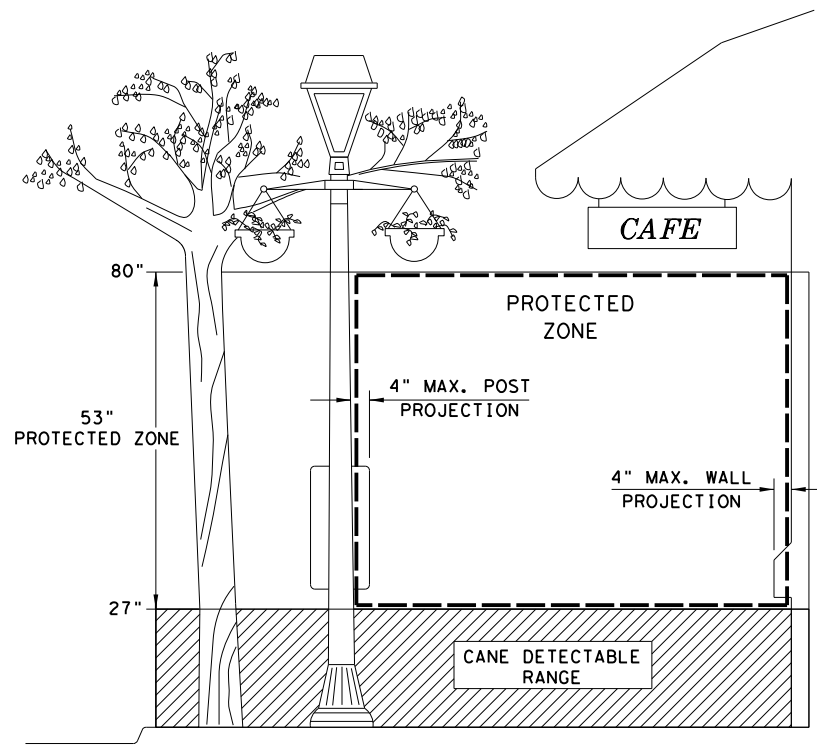 CAFE
80"
PROTECTED
ZONE
4" MAX. POST
PROJECTION
53"
PROTECTED ZONE
4" MAX. WALL
PROJECTION
27"
CANE DETECTABLE
RANGE